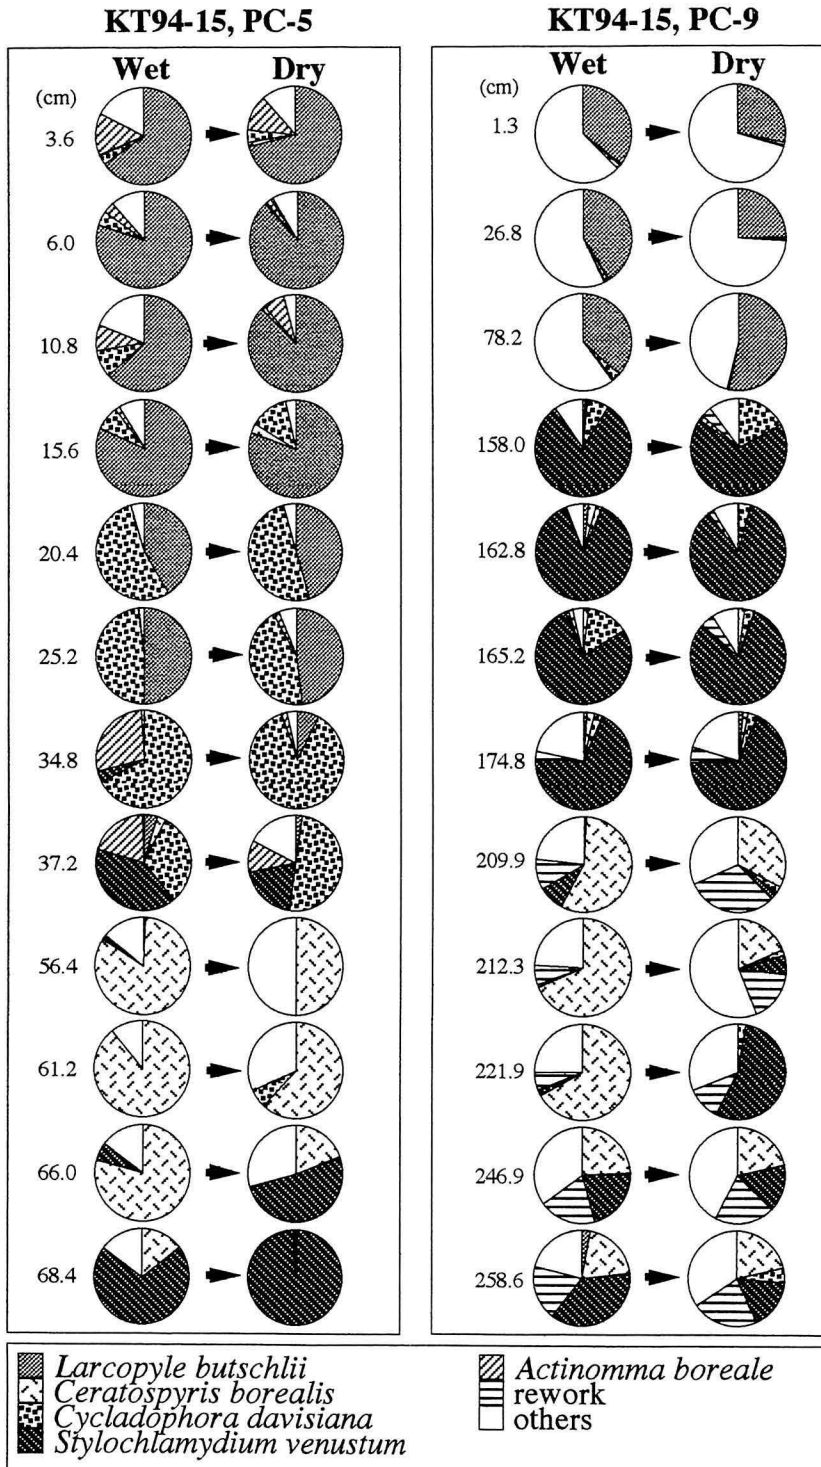 KT94-15, PC-5
Wet Dry
(cm)
3.6
6.0
10.8
15.6
20.4
25.2
34.8
37.2
56.4
61.2
66.0
68.4
KT94-15, PC-9
Wet Dry
(cm)
1.3
26.8
78.2
158.0
162.8
165.2
174.8
209.9
212.3
221.9
246.9
258.6
Larcopyle butschlii
Ceratospyris borealis
Cycladophora davisiana
Stylochlamydium venustum
Actinomma boreale
rework
others